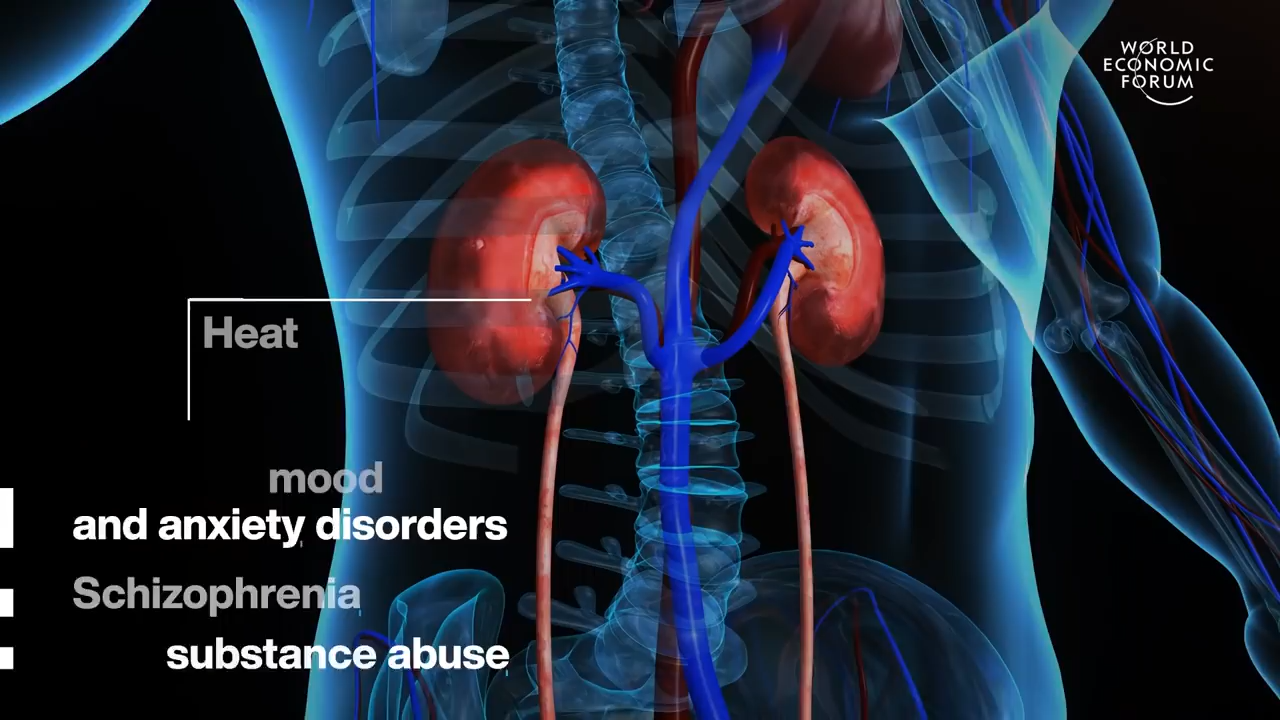 WORLD
ECONOMIC
FORUM
Heat
mood
and anxiety disorders
Schizophrenia
substance abuse